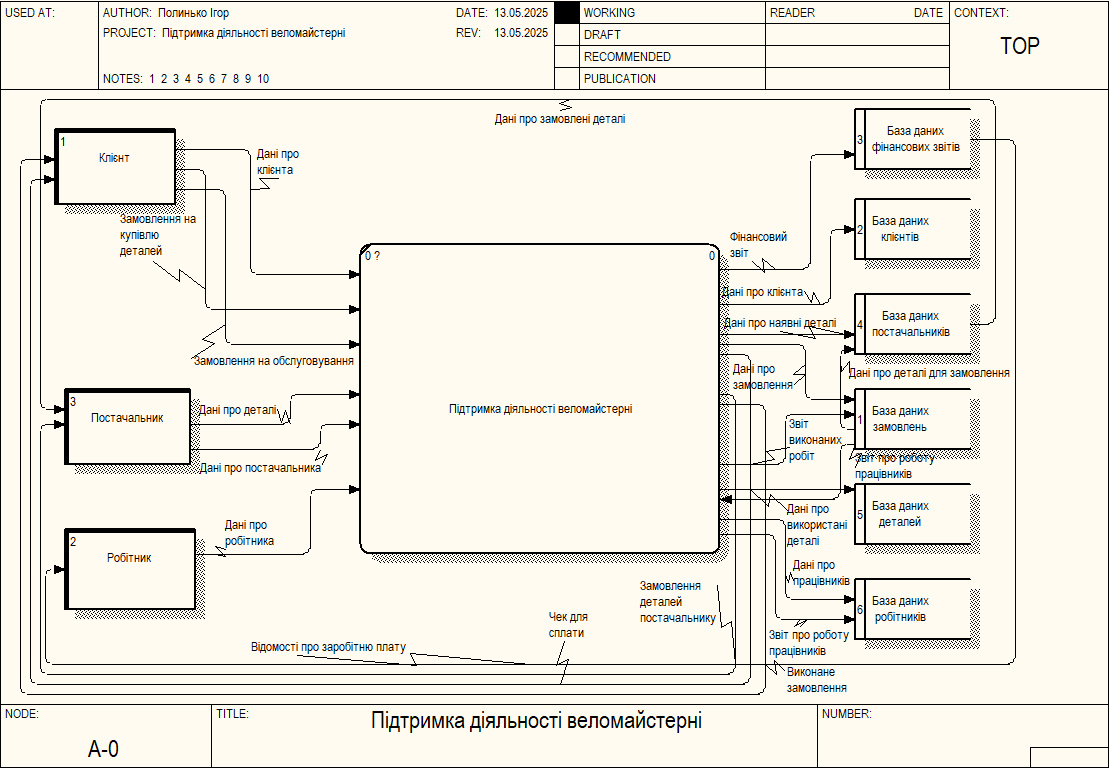 USED AT:
AUTHOR: Полинько Ігор
DATE: 13.05.2025
WORKING
READER
DATE
CONTEXT:
PROJECT: Підтримка діяльності веломайстерні
REV: 13.05.2025
DRAFT
TOP
RECOMMENDED
NOTES: 1 2 3 4 5 6 7 8 9 10
PUBLICATION
Дані про замовлені деталі
1
Клієнт
Дані про
клієнта
3
База даних
фінансових звітів
Замовлення на
купівлю
деталей
2
База даних
клієнтів
Фінансовий
звіт
0 ?
0
Дані про клієнта
Дані про наявні деталі
4
База даних
постачальників
Замовлення на обслуговування
Дані про
замовлення
Дані про деталі для замовлення
3
Постачальник
Дані про деталі
Підтримка діяльності веломайстерні
1
База даних
замовлень
Звіт
виконаних
робіт
Дані про постачальника
Звіт про роботу
працівників
Дані про
використані
деталі
5
База даних
деталей
Дані про
робітника
2
Робітник
Дані про
працівників
6
База даних
робітників
Замовлення
деталей
постачальнику
Чек для
сплати
Звіт про роботу
працівників
Відомості про заробітню плату
Виконане
замовлення
NODE:
TITLE:
Підтримка діяльності веломайстерні
NUMBER:
A-0